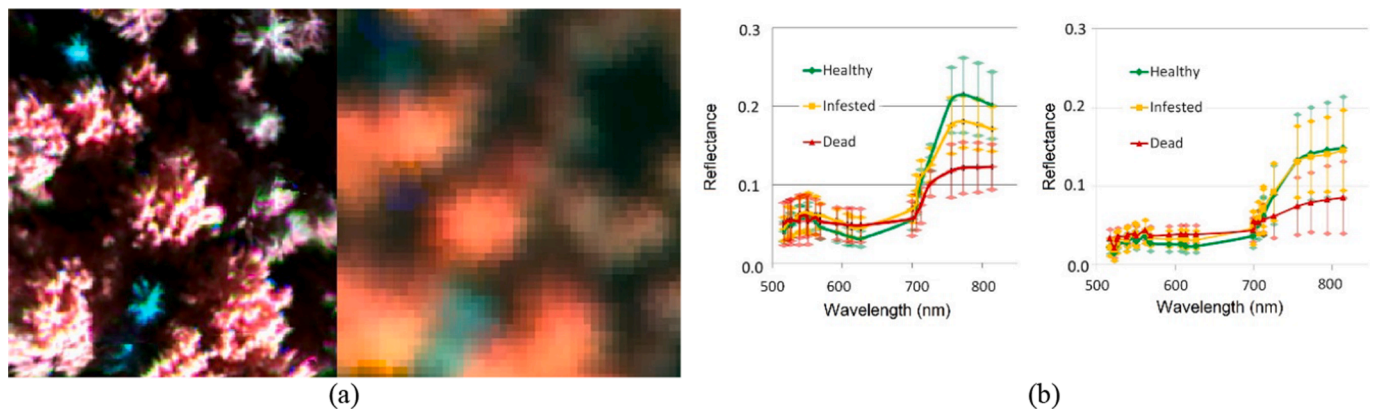 0.3
0.2
0.1
0.0
Reflectance
Healthy
Infested
Dead
500 600 700 800
Wavelength (nm)
0.3
0.2
0.1
0.0
Reflectance
Healthy
Infested
Dead
500 600 700 800
Wavelength (nm)
(a)
(b)